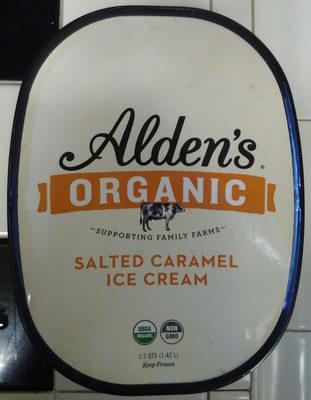 Alden's®
ORGANIC
-SUPPORTING FAMILY FARMS-
SALTED CARAMEL
ICE CREAM
USDA
ORGANIC
NON
GMO
1.5 QTS (1.42 L)
Keep Frozen